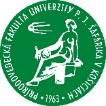 PRÍRODOVEDECKÁ FAKULTA UNIVERZITY P. J. ŠAFÁRIKA V KOŠICIACH
• 1963 •